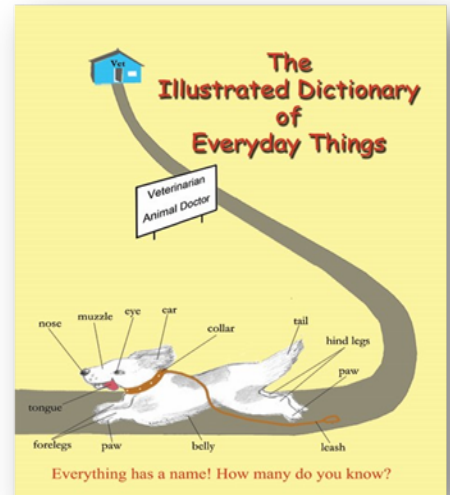 Vet
The
Illustrated Dictionary
of
Everyday Things
Veterinarian
Animal Doctor
nose
muzzle
eye
ear
collar
tail
hind legs
paw
tongue
forelegs
paw
belly
leash
Everything has a name! How many do you know?